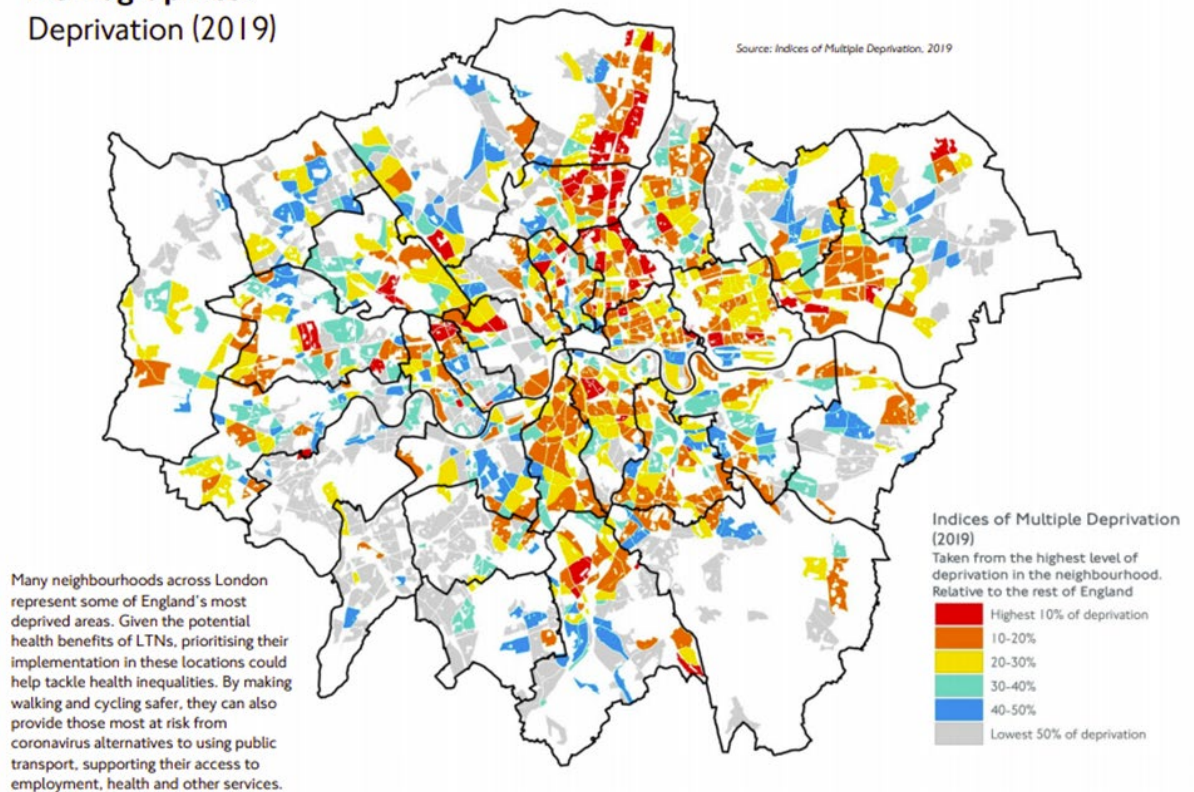 Deprivation (2019)
Source: Indices of Multiple Deprivation, 2019
Many neighbourhoods across London
represent some of England's most
deprived areas. Given the potential
health benefits of LTNs, prioritising their
implementation in these locations could
help tackle health inequalities. By making
walking and cycling safer, they can also
provide those most at risk from
coronavirus alternatives to using public
transport, supporting their access to
employment, health and other services.
Indices of Multiple Deprivation
(2019)
Taken from the highest level of
deprivation in the neighbourhood.
Relative to the rest of England
Highest 10% of deprivation
10-20%
20-30%
30-40%
40-50%
Lowest 50% of deprivation